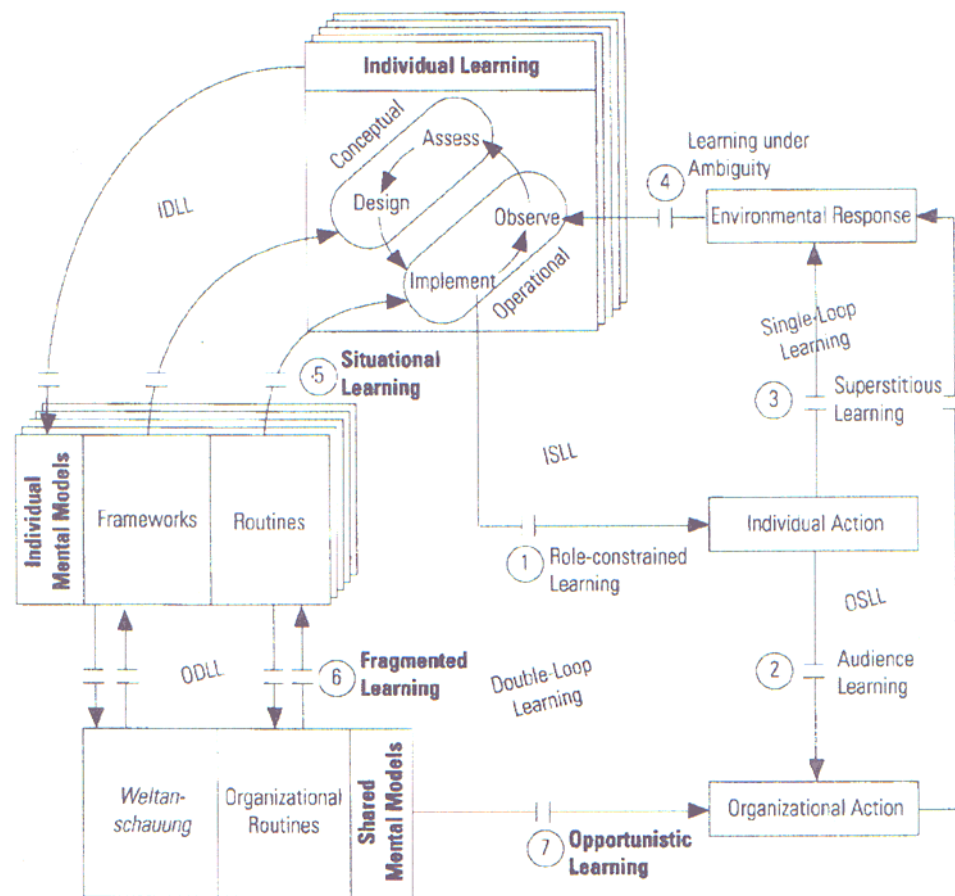 Individual Learning
Conceptual
Assess
Design
Observe
Implement
Operational
IDLL
4
Learning under
Ambiguity
Environmental Response
Single-Loop
Learning
3
Superstitious
Learning
5
Situational
Learning
ISLL
Individual
Mental Models
Frameworks
Routines
1
Role-constrained
Learning
Individual Action
OSLL
ODLL
6
Fragmented
Learning
Double-Loop
Learning
2
Audience
Learning
Weltan-
schauung
Organizational
Routines
Shared
Mental Models
7
Opportunistic
Learning
Organizational Action